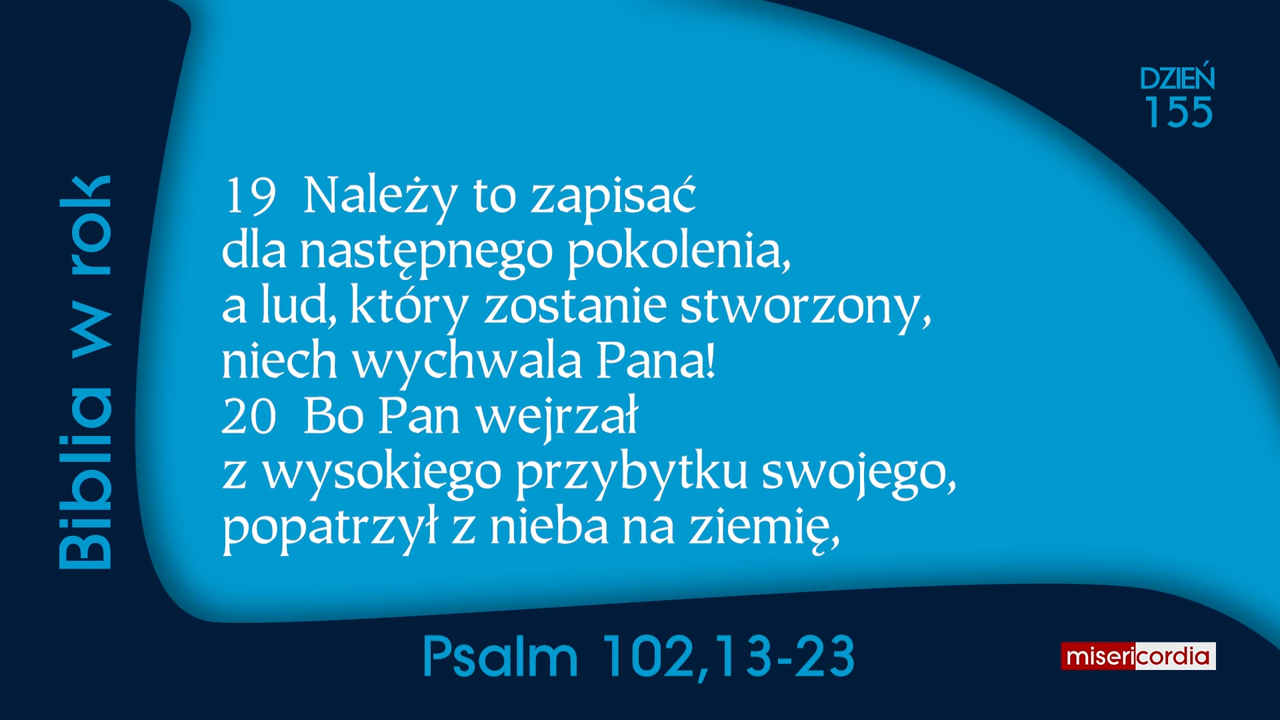 DZIEŃ
155
Biblia w rok
19 Należy to zapisać
dla następnego pokolenia,
a lud, który zostanie stworzony,
niech wychwala Pana!
20 Bo Pan wejrzał
z wysokiego przybytku swojego,
popatrzył z nieba na ziemię,
Psalm 102,13-23
misericordia